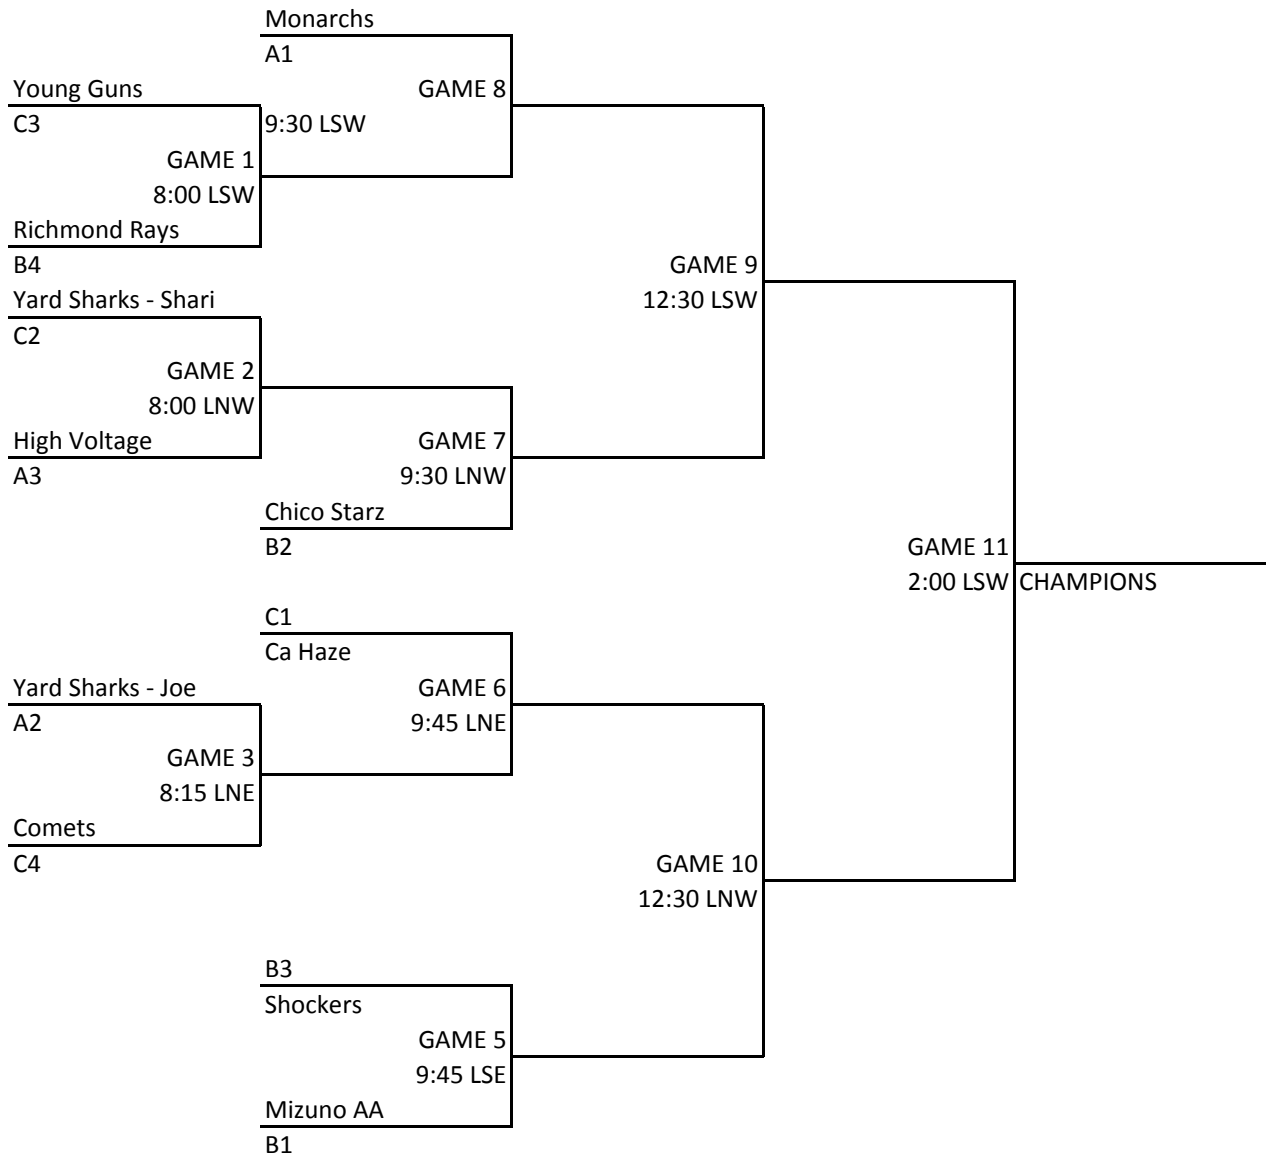 Monarchs
A1
Young Guns
GAME 8
C3
9:30 LSW
GAME 1
8:00 LSW
Richmond Rays
B4
GAME 9
Yard Sharks - Shari
12:30 LSW
C2
GAME 2
8:00 LNW
High Voltage
GAME 7
A3
9:30 LNW
Chico Starz
B2
GAME 11
2:00 LSW
CHAMPIONS
C1
Ca Haze
Yard Sharks - Joe
GAME 6
A2
9:45 LNE
GAME 3
8:15 LNE
Comets
C4
GAME 10
12:30 LNW
B3
Shockers
GAME 5
9:45 LSE
Mizuno AA
B1